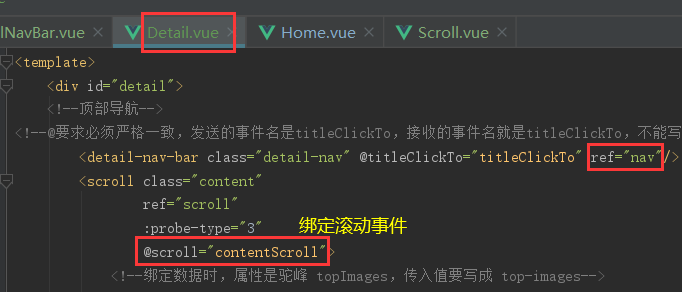 lNavBar.vue × Detail.vue × Home.vue × Scroll.vue ×
<template>
<div id="detail">
<!--顶部导航-->
<!--@要求必须严格一致，发送的事件名是titleClickTo，接收的事件名就是titleClickTo，不能写
<detail-nav-bar class="detail-nav" @titleClickTo="titleClickTo" ref="nav"/>
<scroll class="content"
ref="scroll"
:probe-type="3"
绑定滚动事件
@scroll="contentScroll">
<!--绑定数据时，属性是驼峰 topImages，传入值要写成 top-images-->